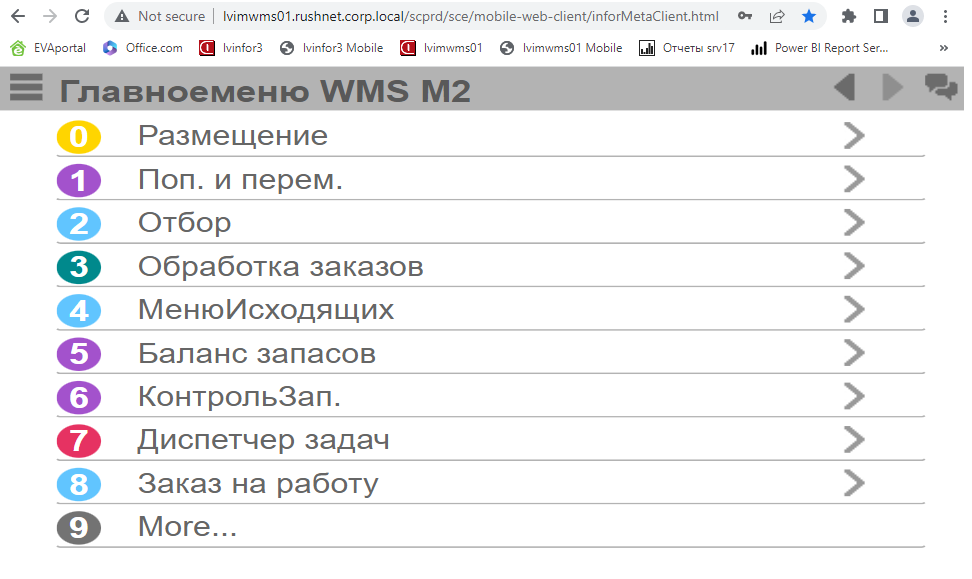 Not secure | lvimwms01.rushnet.corp.local/scprd/sce/mobile-web-client/inforMetaClient.html
EVAportal Office.com lvinfor3 lvinfor3 Mobile lvimwms01 lvimwms01 Mobile Отчеты srv17 Power BI Report Ser... »
Главноеменю WMS M2
0 Размещение
1 Поп. и перем.
2 Отбор
3 Обработка заказов
4 МенюИсходящих
5 Баланс запасов
6 КонтрольЗап.
7 Диспетчер задач
8 Заказ на работу
9 More...